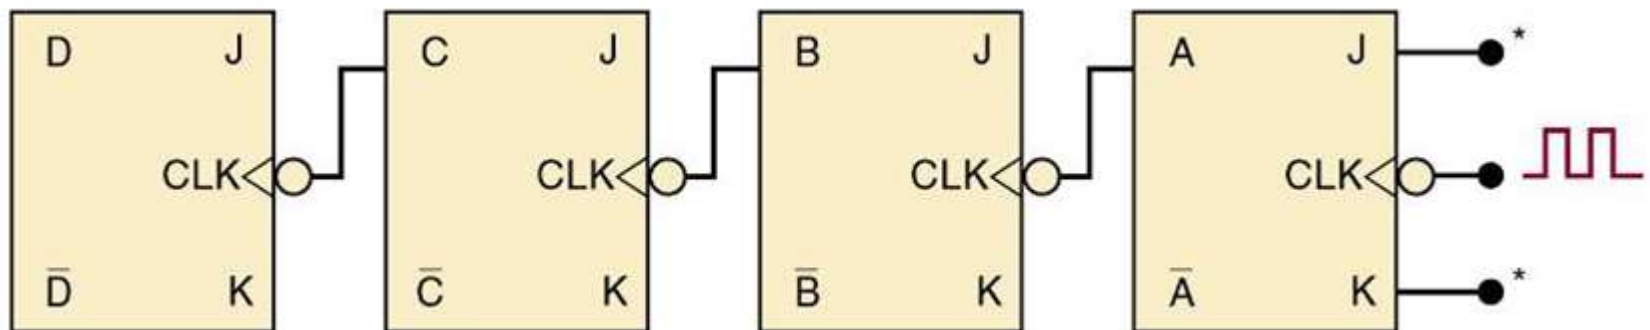 D J C J B J A J *
CLK CLK CLK CLK
D̅ K C̅ K B̅ K A̅ K *